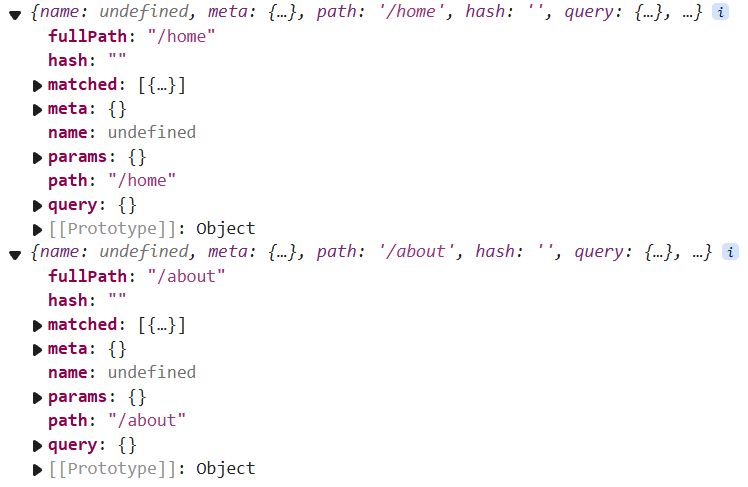 {name: undefined, meta: {…}, path: '/home', hash: '', query: {…}, …} i
fullPath: "/home"
hash: ""
matched: [{…}]
meta: {}
name: undefined
params: {}
path: "/home"
query: {}
[[Prototype]]: Object
{name: undefined, meta: {…}, path: '/about', hash: '', query: {…}, …} i
fullPath: "/about"
hash: ""
matched: [{…}]
meta: {}
name: undefined
params: {}
path: "/about"
query: {}
[[Prototype]]: Object